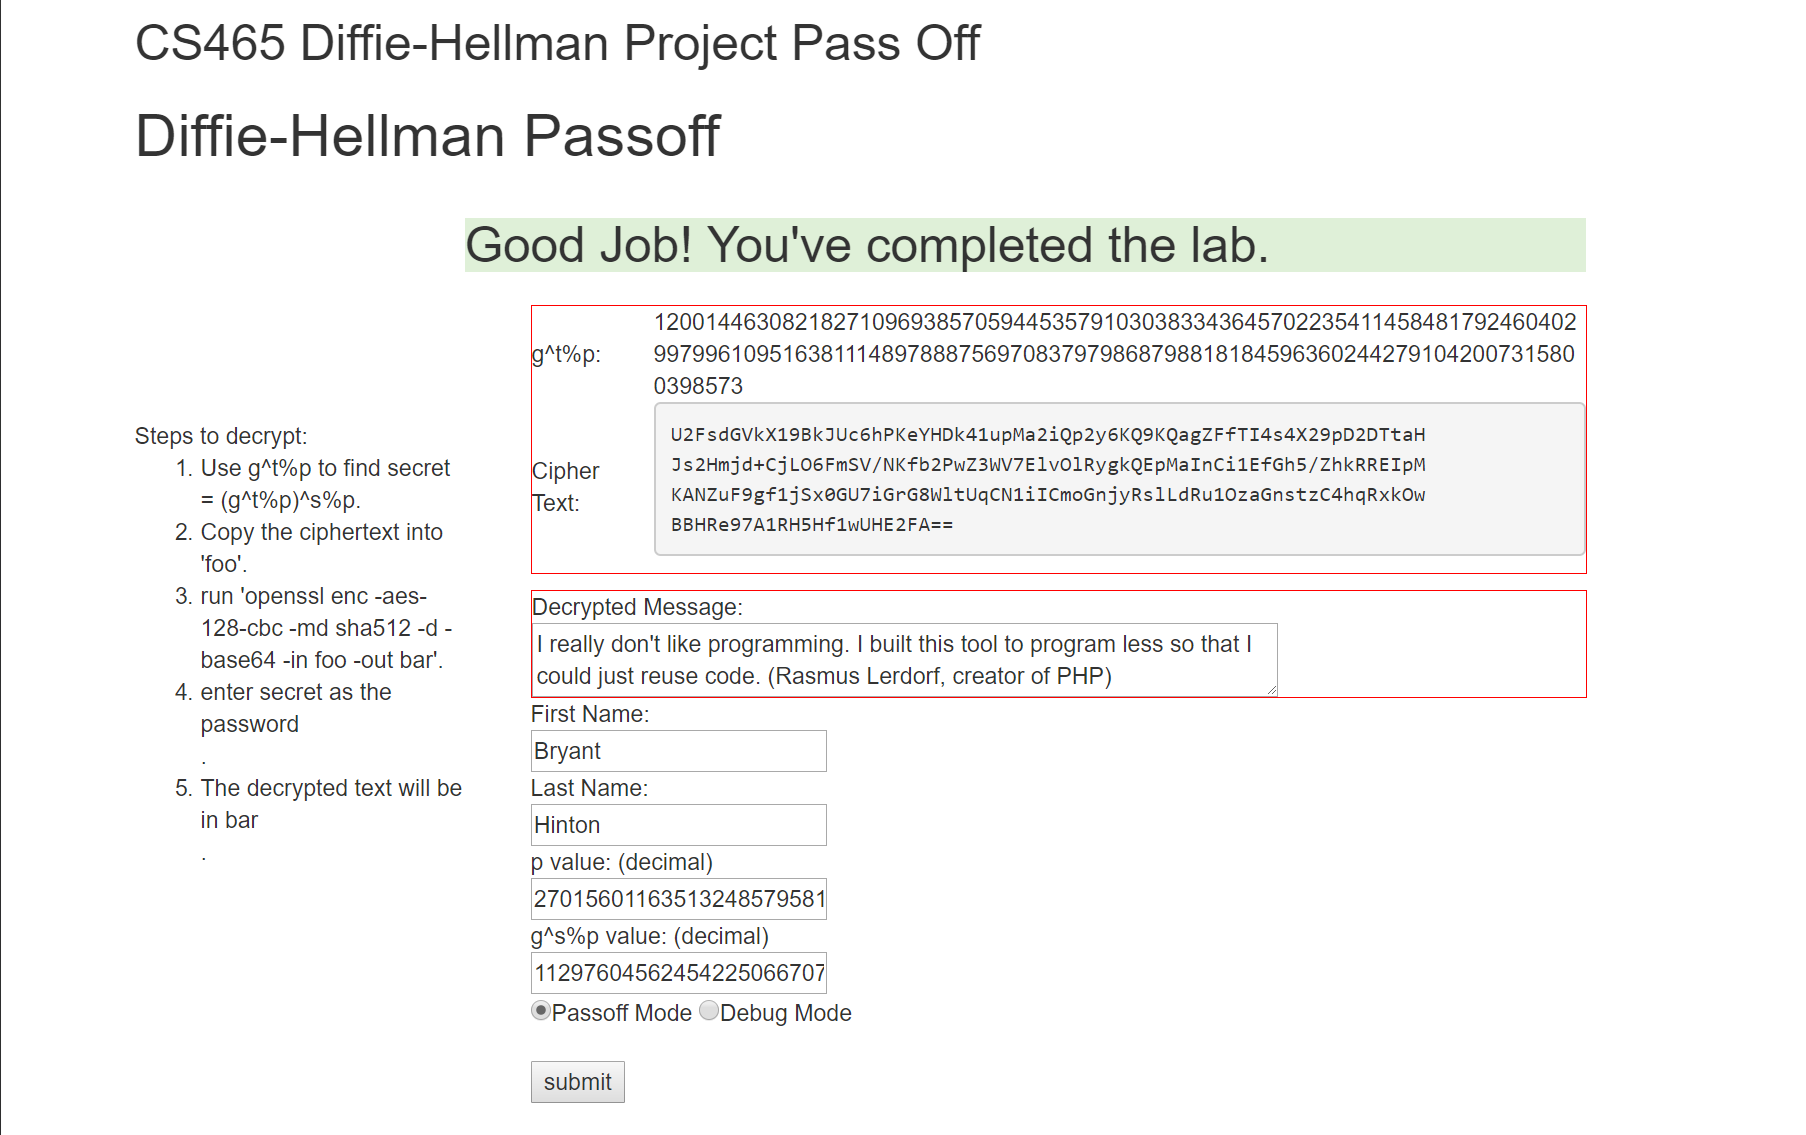 CS465 Diffie-Hellman Project Pass Off
Diffie-Hellman Passoff
Good Job! You've completed the lab.
Steps to decrypt:
1. Use g^t%p to find secret
= (g^t%p)^s%p.
2. Copy the ciphertext into
'foo'.
3. run 'openssl enc -aes-
128-cbc -md sha512 -d -
base64 -in foo -out bar'.
4. enter secret as the
password
.
5. The decrypted text will be
in bar
.
g^t%p:
120014463082182710969385705944535791030383343645702235411458481792460402
997996109516381114897888756970837979868798818184596360244279104200731580
0398573
Cipher
Text:
U2FsdGVkX19BkJUc6hPKeYHDk41upMa2iQp2y6KQ9KQagZFfTI4s4X29pD2DTtaH
Js2Hmjd+CjLO6FmSV/NKfb2PwZ3WV7ElvOlRygkQEpMaInCi1EfGh5/ZhkRREIpM
KANZuF9gf1jSx0GU7iGrG8WltUqCN1iICmoGnjyRslLdRu1OzaGnstzC4hqRxkOw
BBHRe97A1RH5Hf1wUHE2FA==
Decrypted Message:
I really don't like programming. I built this tool to program less so that I
could just reuse code. (Rasmus Lerdorf, creator of PHP)
First Name:
Bryant
Last Name:
Hinton
p value: (decimal)
27015601163513248579581
g^s%p value: (decimal)
11297604562454225066707
Passoff Mode Debug Mode
submit